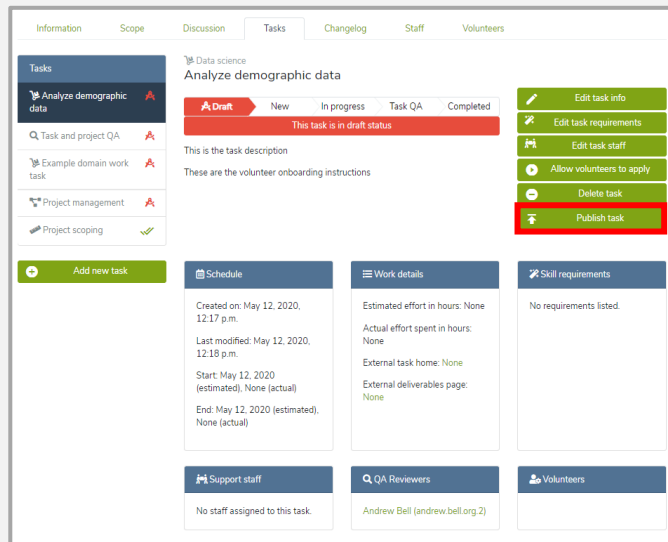 Information Scope Discussion Tasks Changelog Staff Volunteers
Tasks
Analyze demographic
data
Task and project QA
Example domain work
task
Project management
Project scoping
Add new task
Data science
Analyze demographic data
Draft New In progress Task QA Completed
This task is in draft status
This is the task description
These are the volunteer onboarding instructions
Edit task info
Edit task requirements
Edit task staff
Allow volunteers to apply
Delete task
Publish task
Schedule
Created on: May 12, 2020,
12:17 p.m.
Last modified: May 12, 2020,
12:18 p.m.
Start: May 12, 2020
(estimated), None (actual)
End: May 12, 2020 (estimated),
None (actual)
Work details
Estimated effort in hours: None
Actual effort spent in hours:
None
External task home: None
External deliverables page:
None
Skill requirements
No requirements listed.
Support staff
No staff assigned to this task.
QA Reviewers
Andrew Bell (andrew.bell.org.2)
Volunteers